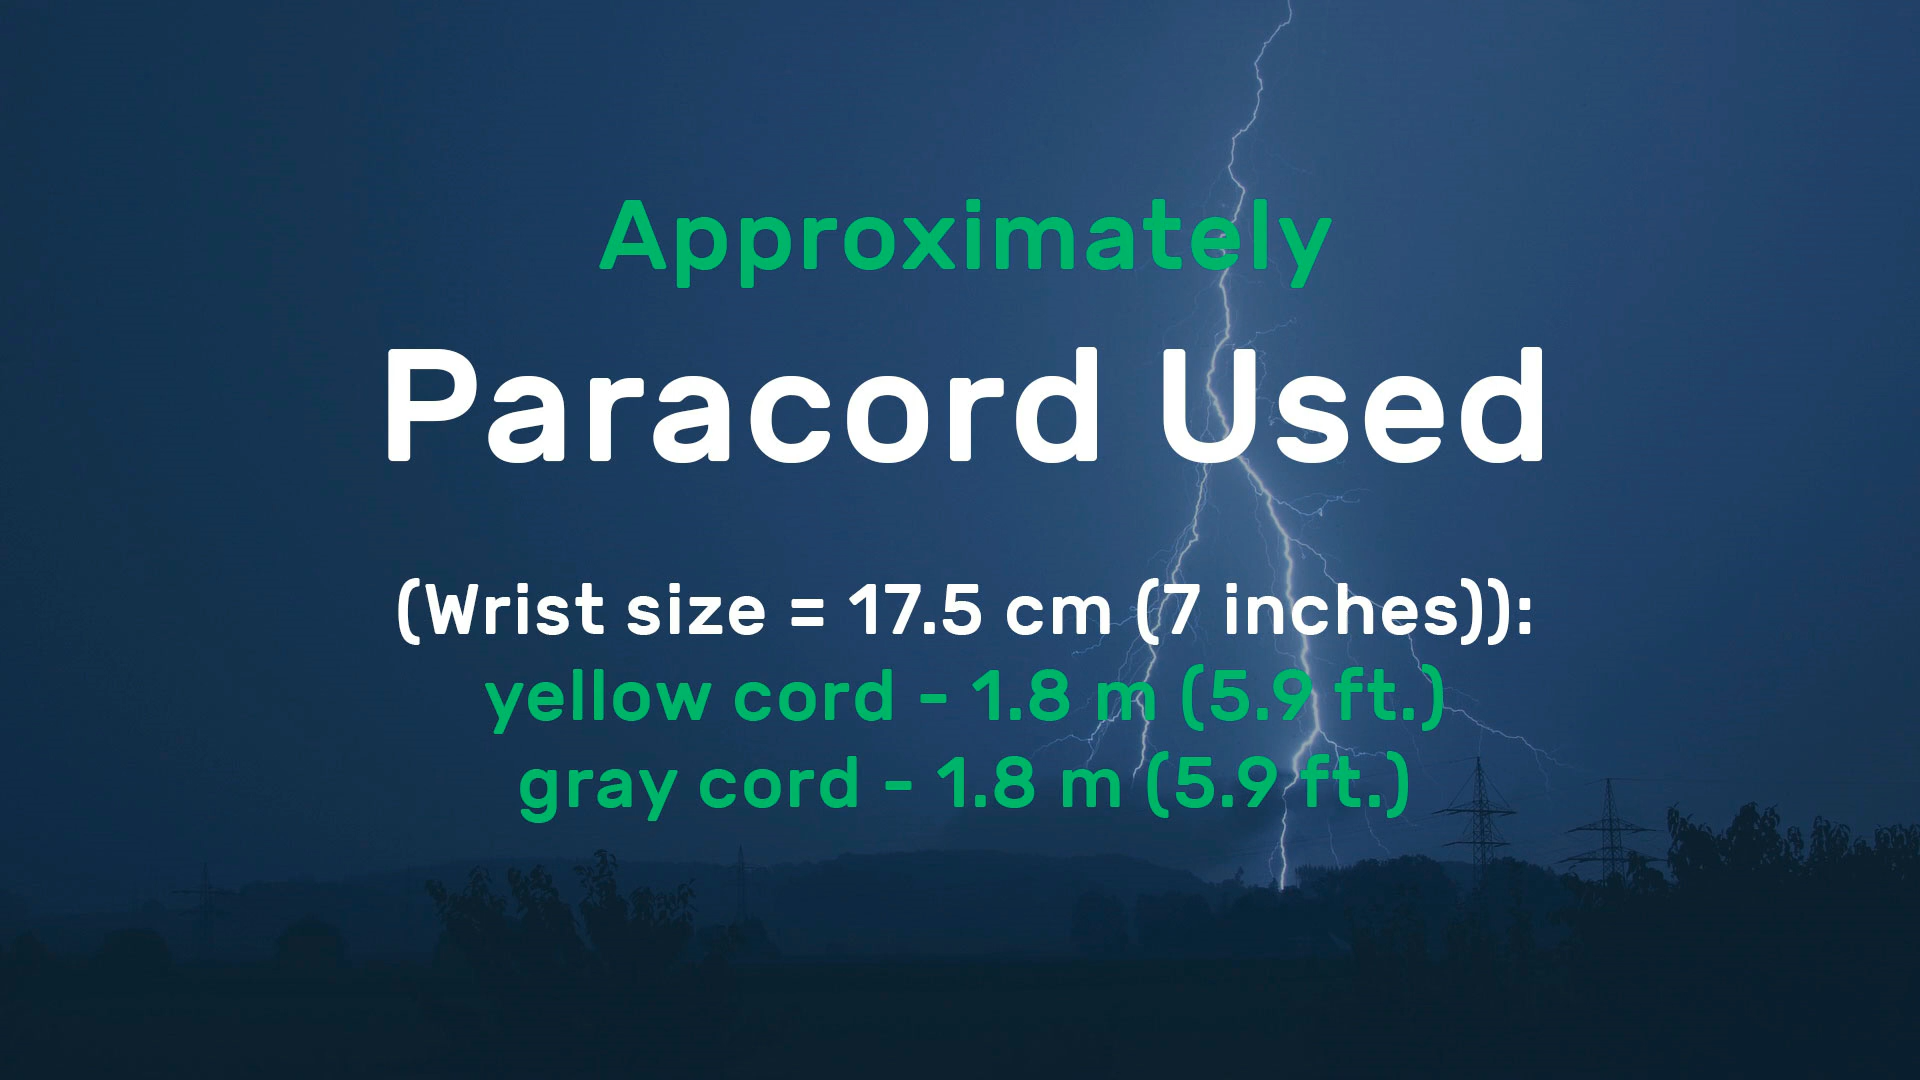 Approximately
Paracord Used
(Wrist size = 17.5 cm (7 inches)):
yellow cord - 1.8 m (5.9 ft.)
gray cord - 1.8 m (5.9 ft.)